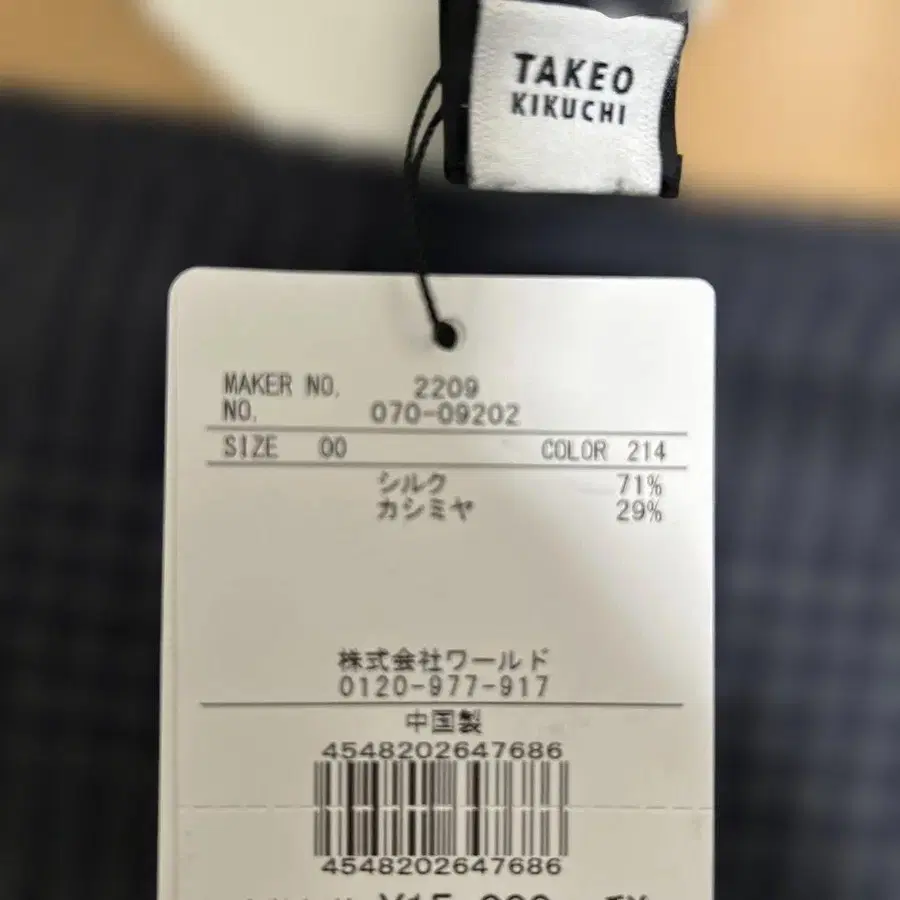 TAKEO
KIKUCHI
MAKER NO. 2209
NO. 070-09202
SIZE 00 COLOR 214
シルク 71%
カシミヤ 29%
株式会社ワールド
0120-977-917
中国製
4548202647686
4548202647686